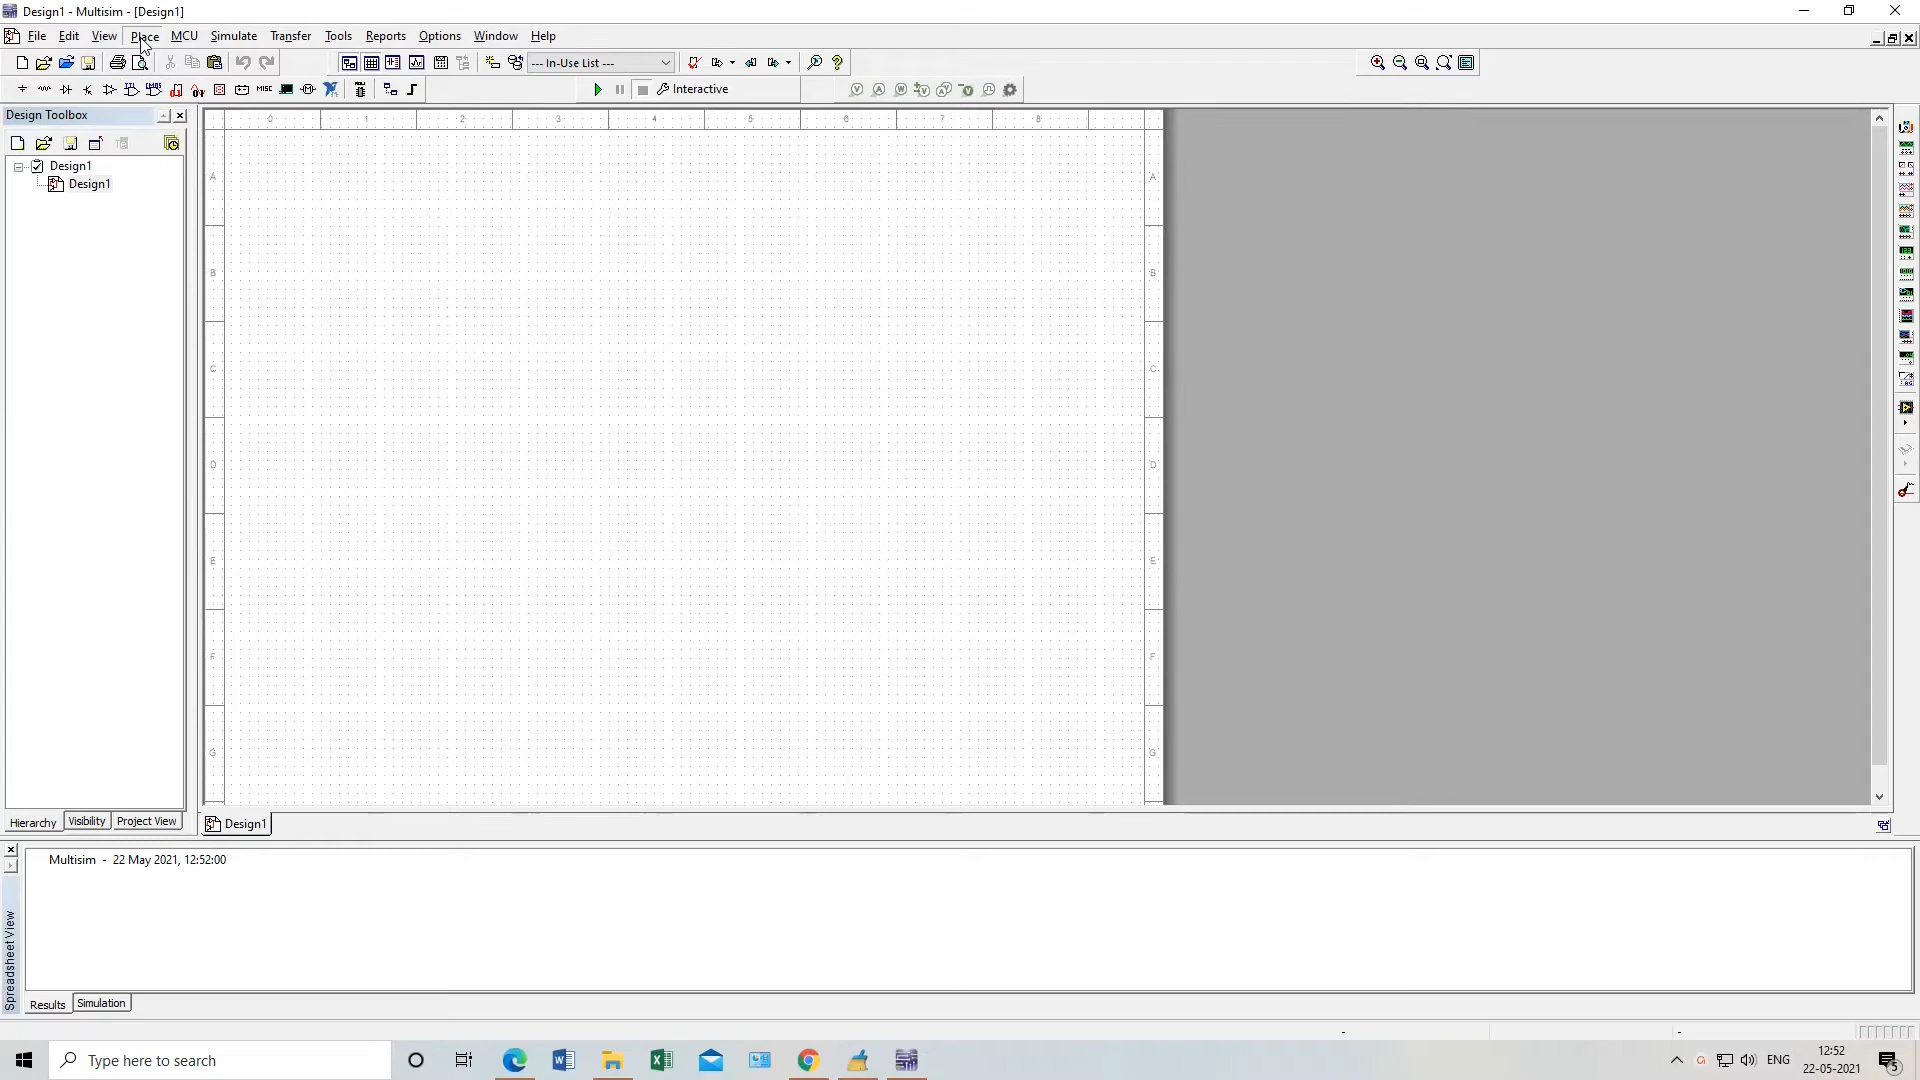 Design1 - Multisim - [Design1]
File Edit View Place MCU Simulate Transfer Tools Reports Options Window Help
--- In-Use List ---
MISC Interactive
Design Toolbox
Design1
Design1
0 1 2 3 4 5 6 7 8
A A
B B
C C
D D
E E
F F
G G
Hierarchy Visibility Project View
Design1
Multisim - 22 May 2021, 12:52:00
Spreadsheet View
Results Simulation
Type here to search
ENG
12:52
22-05-2021
5